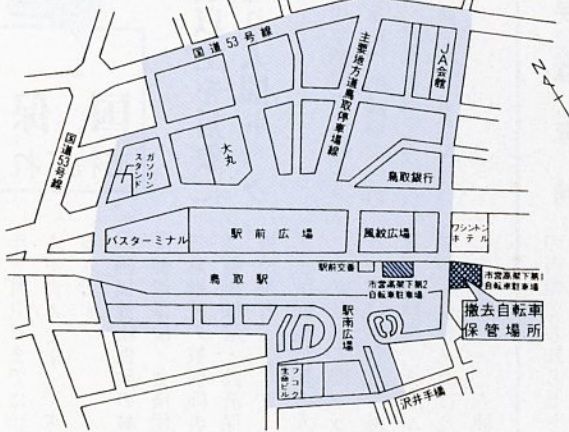 国道53号線
主要地方道鳥取停車場線
JA会館
N
国道53号線
ガソリン
スタンド
大丸
鳥取銀行
バスターミナル
駅前広場
風紋広場
ワシントン
ホテル
鳥取駅
駅前交番
市営高架下第2
自転車駐車場
市営高架下第1
自転車駐車場
撤去自転車
保管場所
駅南広場
フコク
生命ビル
沢井手橋